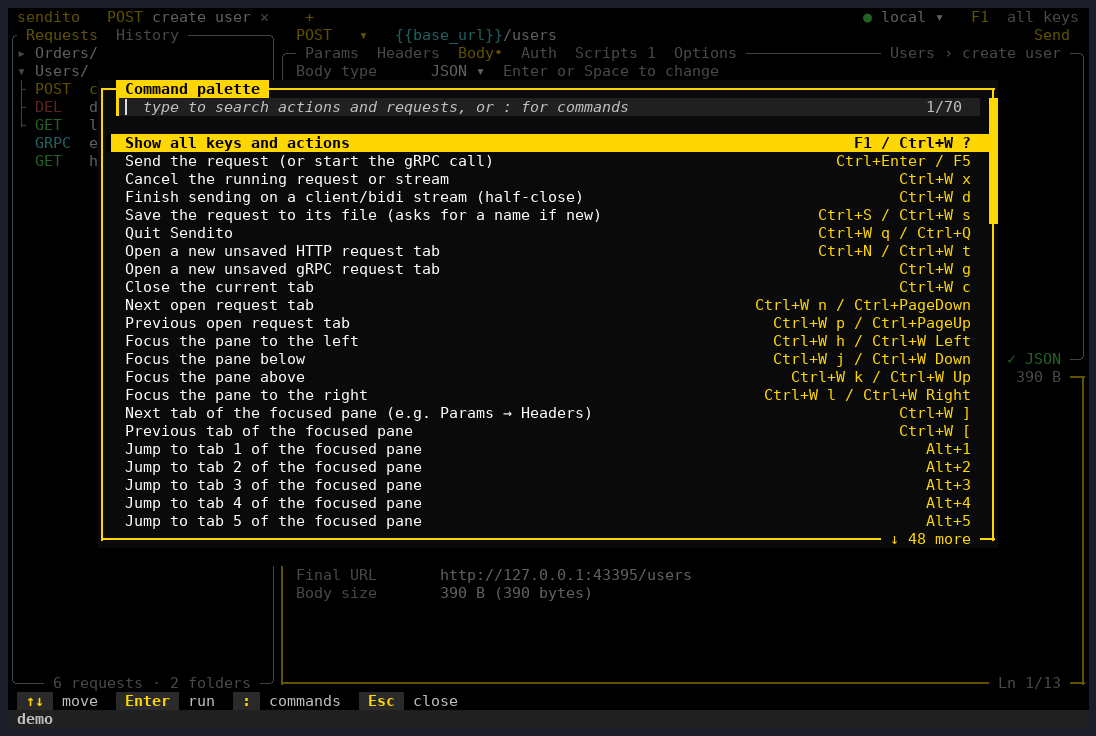 sendito POST create user × + ● local ▾ F1 all keys
Requests History POST ▾ {{base_url}}/users Send
▸ Orders/ Params Headers Body• Auth Scripts 1 Options Users › create user
▾ Users/ Body type JSON ▾ Enter or Space to change
POST c Command palette
DEL d type to search actions and requests, or : for commands 1/70
GET l
GRPC e Show all keys and actions F1 / Ctrl+W ?
GET h Send the request (or start the gRPC call) Ctrl+Enter / F5
Cancel the running request or stream Ctrl+W x
Finish sending on a client/bidi stream (half-close) Ctrl+W d
Save the request to its file (asks for a name if new) Ctrl+S / Ctrl+W s
Quit Sendito Ctrl+W q / Ctrl+Q
Open a new unsaved HTTP request tab Ctrl+N / Ctrl+W t
Open a new unsaved gRPC request tab Ctrl+W g
Close the current tab Ctrl+W c
Next open request tab Ctrl+W n / Ctrl+PageDown
Previous open request tab Ctrl+W p / Ctrl+PageUp
Focus the pane to the left Ctrl+W h / Ctrl+W Left
Focus the pane below Ctrl+W j / Ctrl+W Down ✓ JSON
Focus the pane above Ctrl+W k / Ctrl+W Up 390 B
Focus the pane to the right Ctrl+W l / Ctrl+W Right
Next tab of the focused pane (e.g. Params → Headers) Ctrl+W ]
Previous tab of the focused pane Ctrl+W [
Jump to tab 1 of the focused pane Alt+1
Jump to tab 2 of the focused pane Alt+2
Jump to tab 3 of the focused pane Alt+3
Jump to tab 4 of the focused pane Alt+4
Jump to tab 5 of the focused pane Alt+5
↓ 48 more
Final URL http://127.0.0.1:43395/users
Body size 390 B (390 bytes)
6 requests · 2 folders Ln 1/13
↑↓ move Enter run : commands Esc close
demo